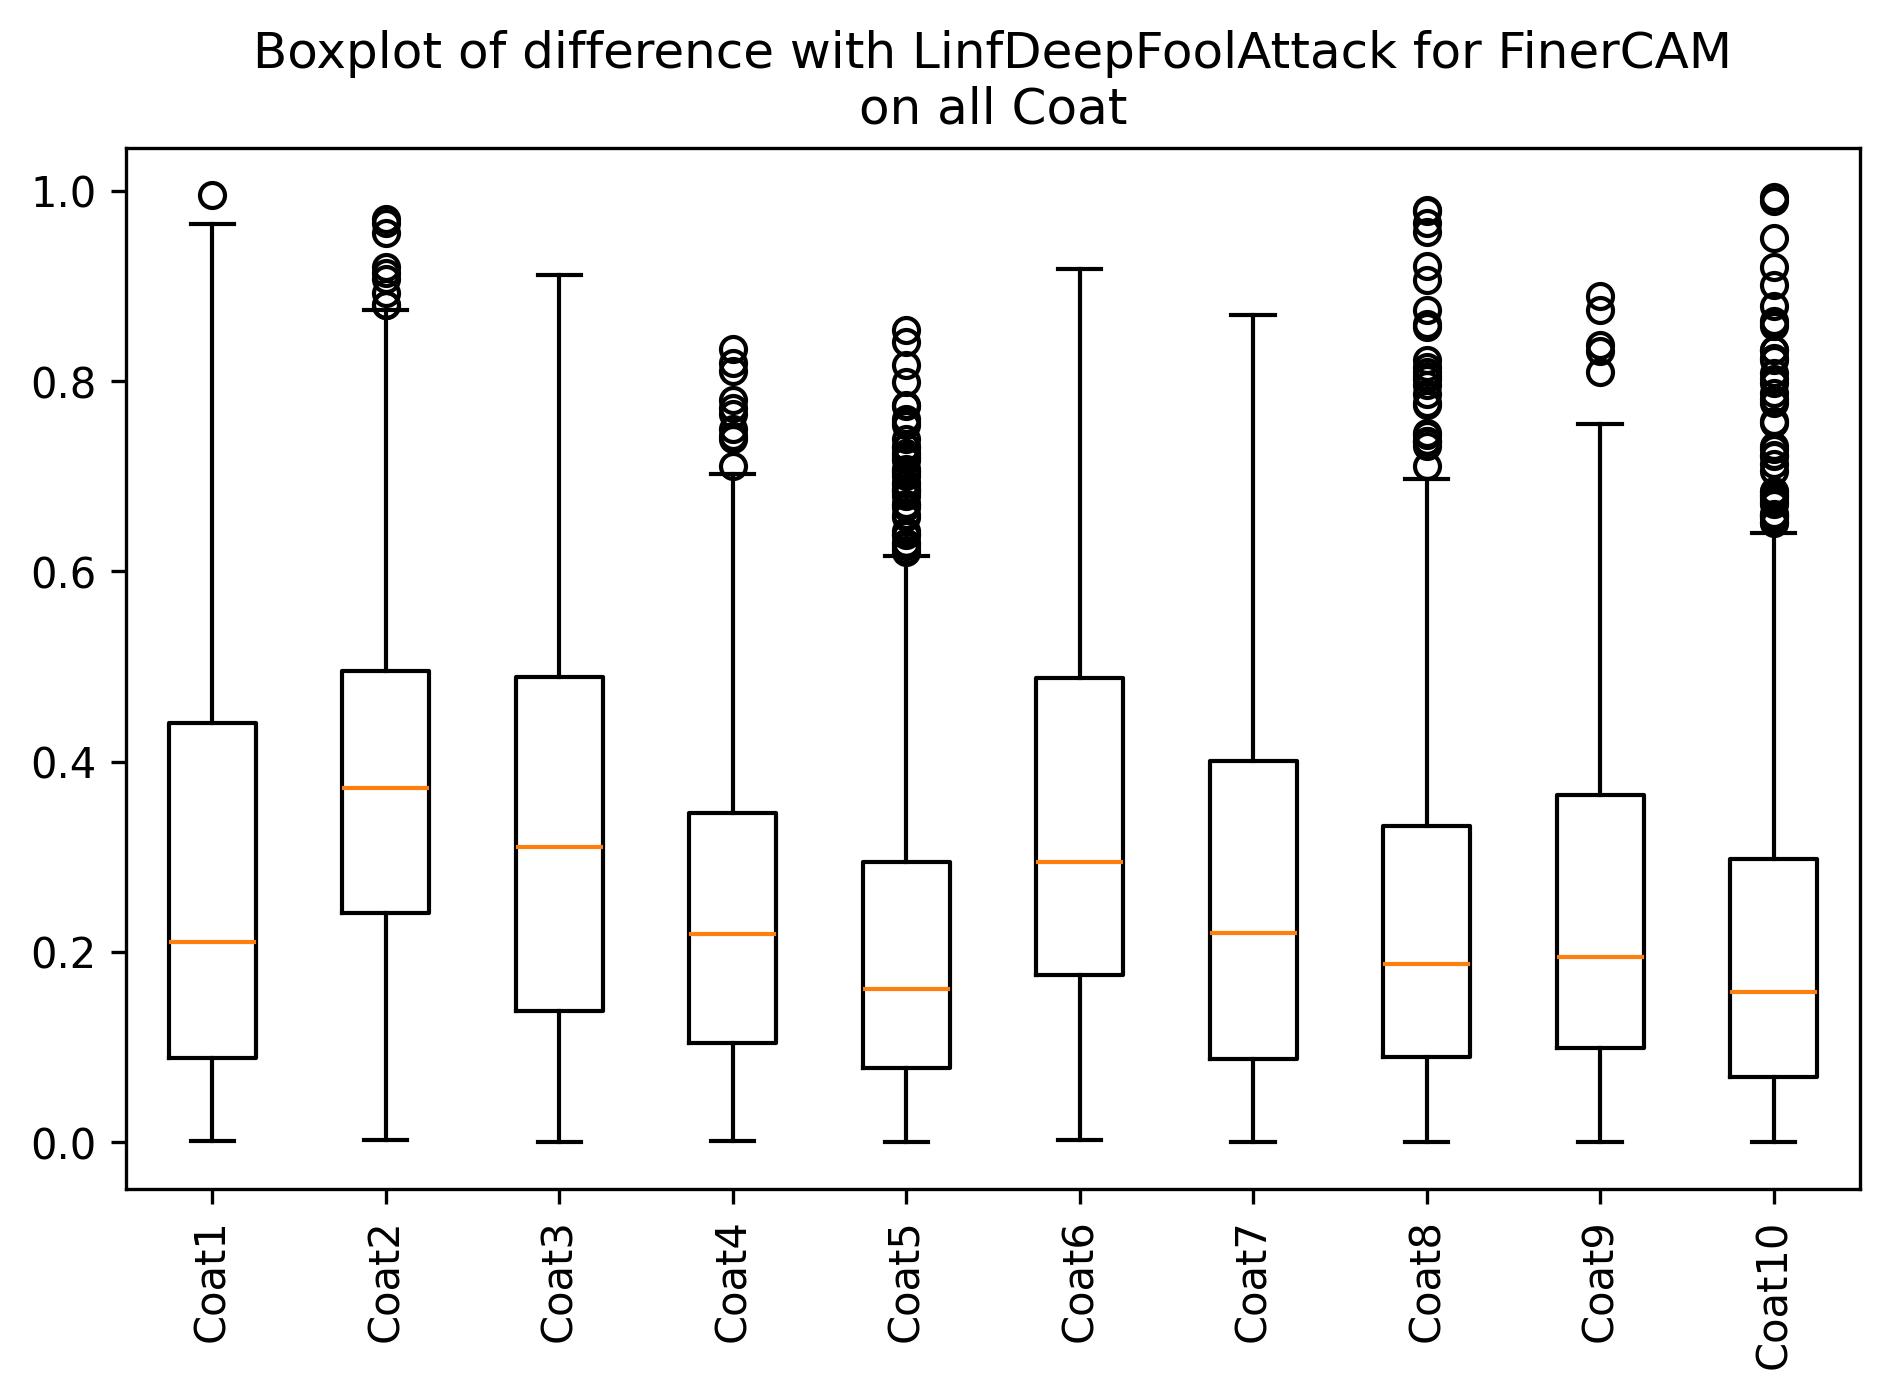 Boxplot of difference with LinfDeepFoolAttack for FinerCAM
on all Coat
1.0
0.8
0.6
0.4
0.2
0.0
Coat1
Coat2
Coat3
Coat4
Coat5
Coat6
Coat7
Coat8
Coat9
Coat10